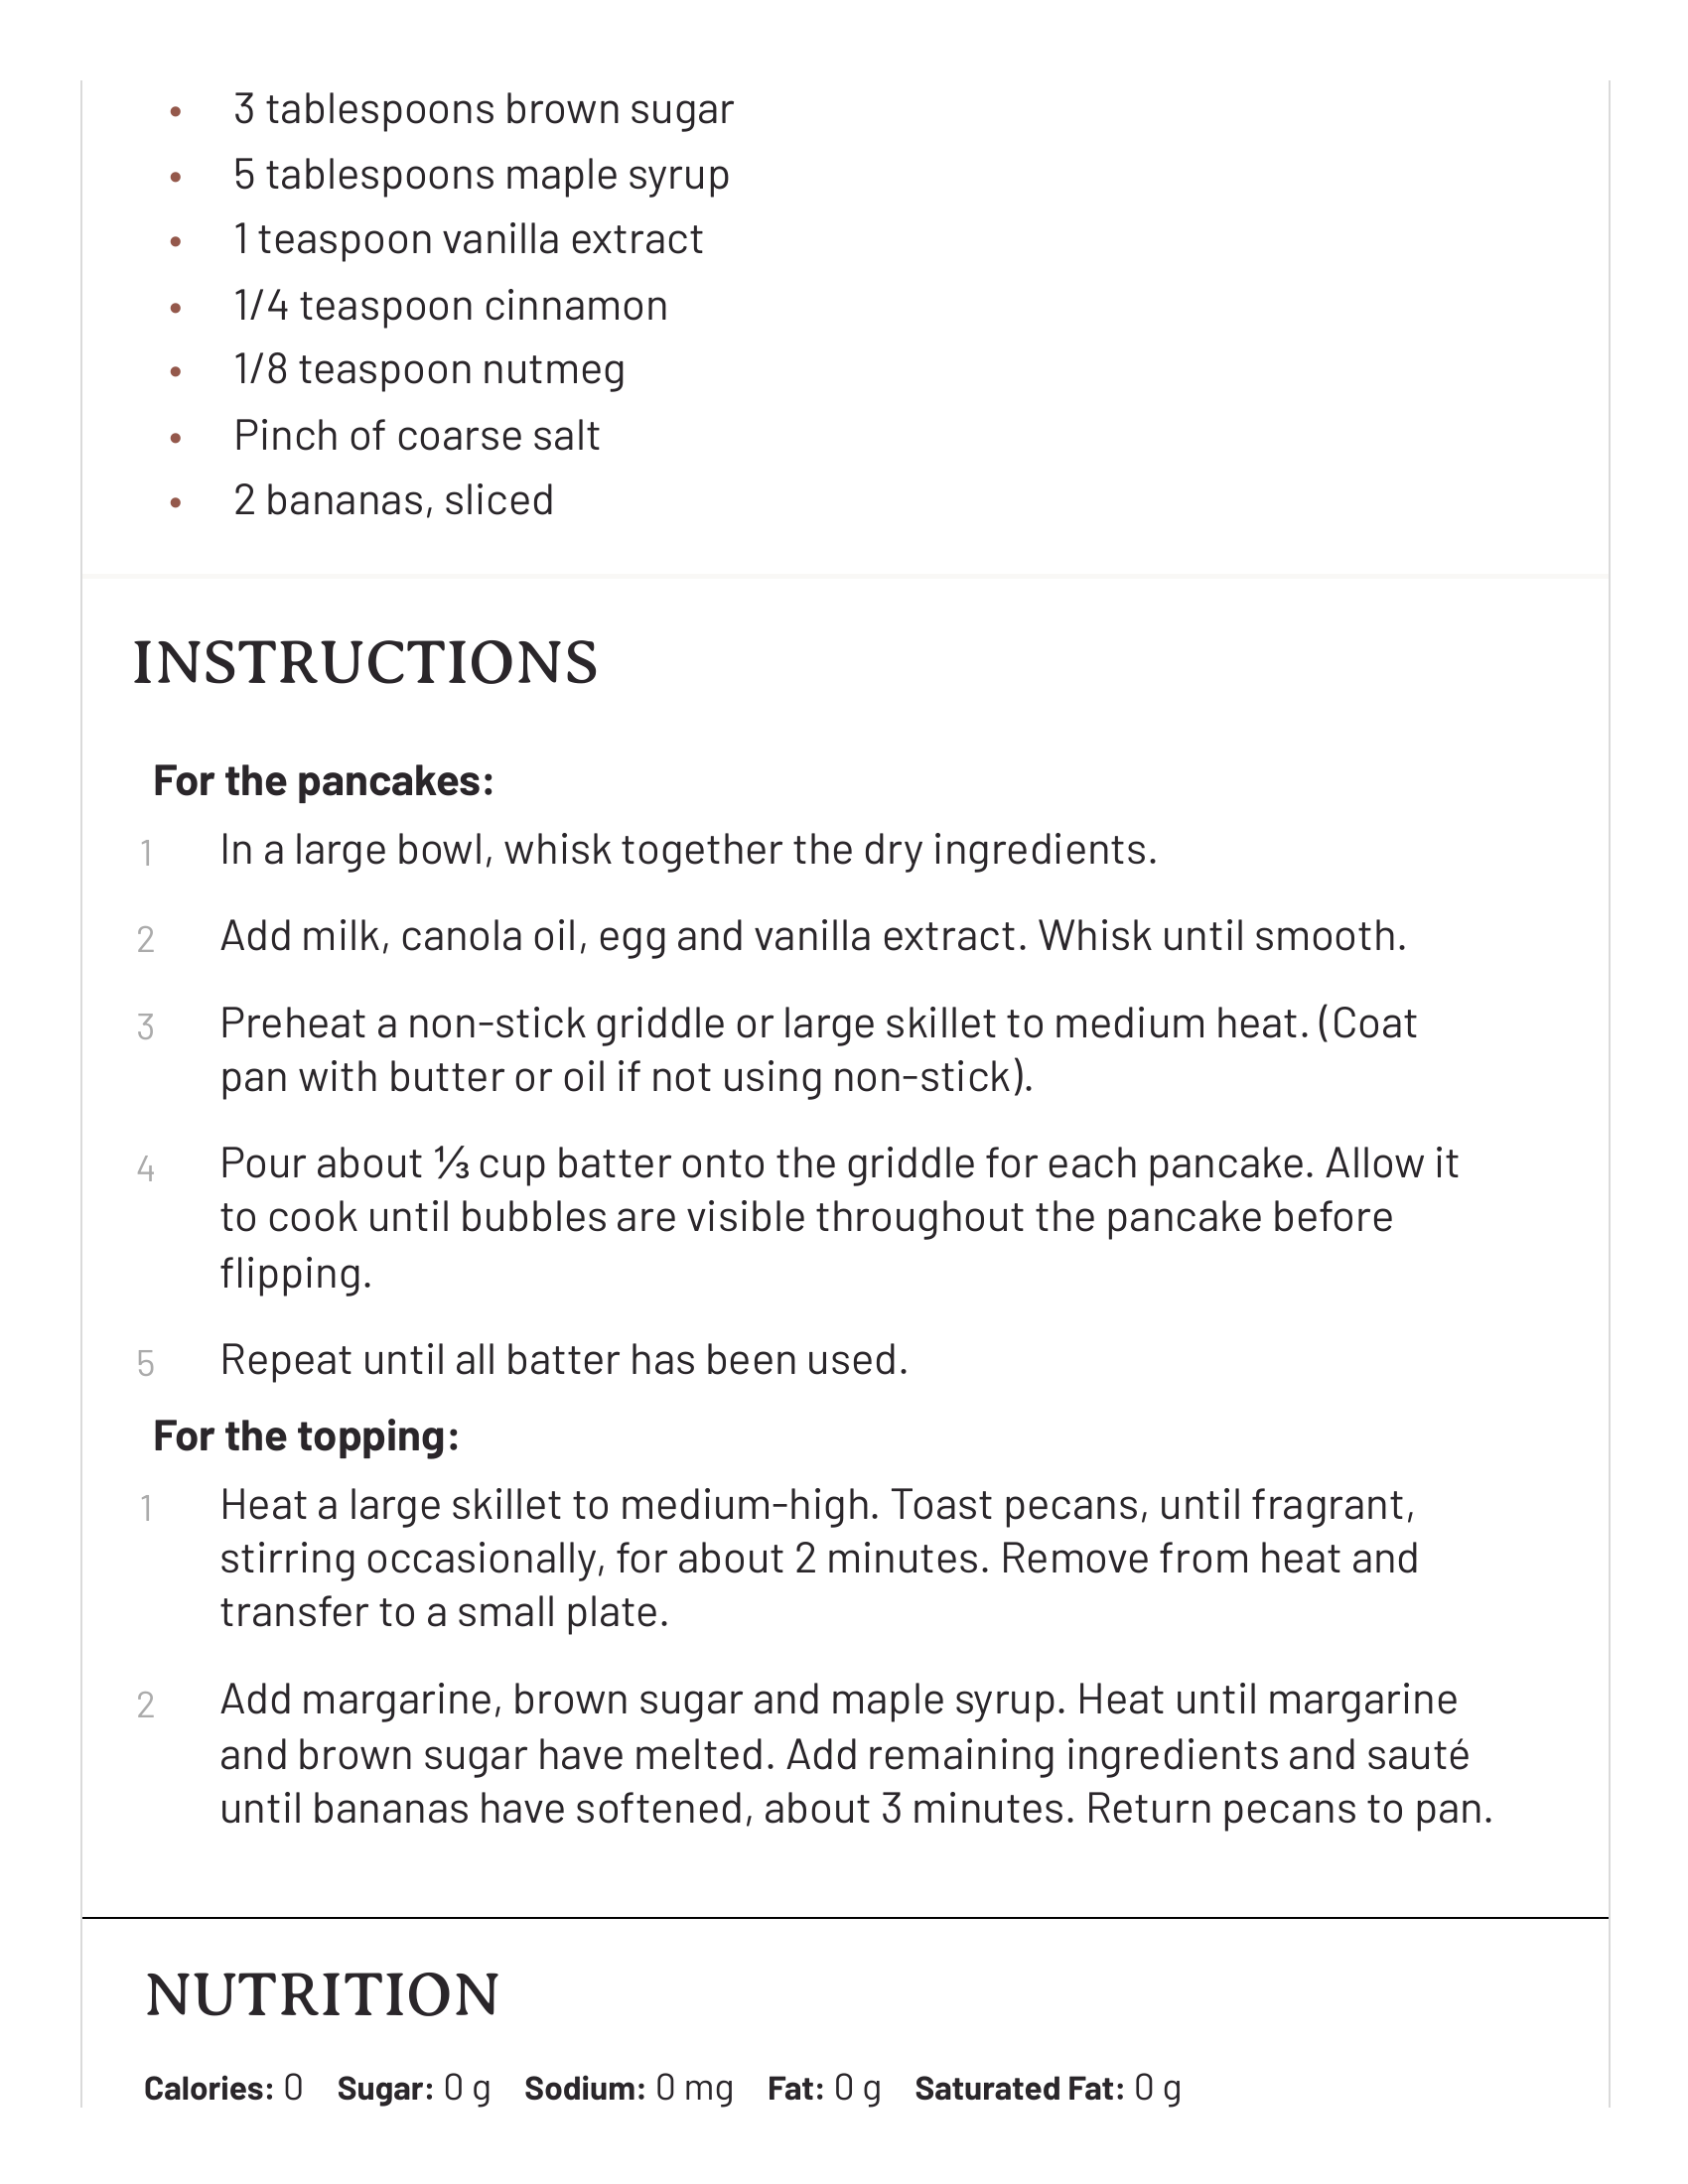 • 3 tablespoons brown sugar
• 5 tablespoons maple syrup
• 1 teaspoon vanilla extract
• 1/4 teaspoon cinnamon
• 1/8 teaspoon nutmeg
• Pinch of coarse salt
• 2 bananas, sliced
INSTRUCTIONS
For the pancakes:
1 In a large bowl, whisk together the dry ingredients.
2 Add milk, canola oil, egg and vanilla extract. Whisk until smooth.
3 Preheat a non-stick griddle or large skillet to medium heat. (Coat
pan with butter or oil if not using non-stick).
4 Pour about ⅓ cup batter onto the griddle for each pancake. Allow it
to cook until bubbles are visible throughout the pancake before
flipping.
5 Repeat until all batter has been used.
For the topping:
1 Heat a large skillet to medium-high. Toast pecans, until fragrant,
stirring occasionally, for about 2 minutes. Remove from heat and
transfer to a small plate.
2 Add margarine, brown sugar and maple syrup. Heat until margarine
and brown sugar have melted. Add remaining ingredients and sauté
until bananas have softened, about 3 minutes. Return pecans to pan.
NUTRITION
Calories: 0 Sugar: 0 g Sodium: 0 mg Fat: 0 g Saturated Fat: 0 g